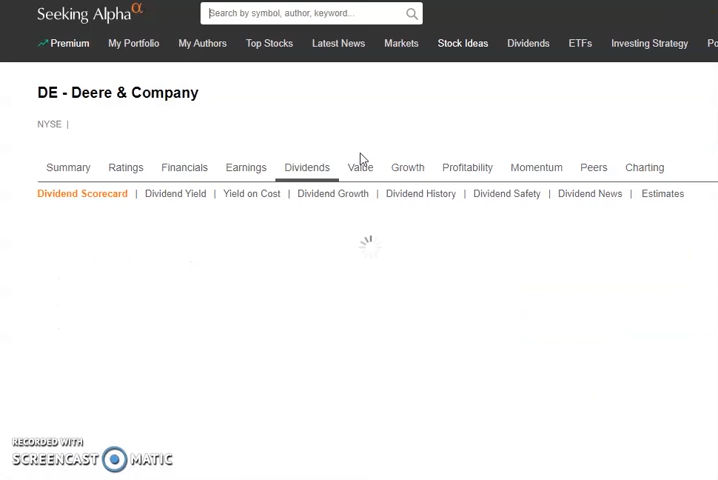 Seeking Alpha α
Search by symbol, author, keyword...
Premium My Portfolio My Authors Top Stocks Latest News Markets Stock Ideas Dividends ETFs Investing Strategy Po
DE - Deere & Company
NYSE |
Summary Ratings Financials Earnings Dividends Value Growth Profitability Momentum Peers Charting
Dividend Scorecard | Dividend Yield | Yield on Cost | Dividend Growth | Dividend History | Dividend Safety | Dividend News | Estimates
RECORDED WITH
SCREENCAST MATIC